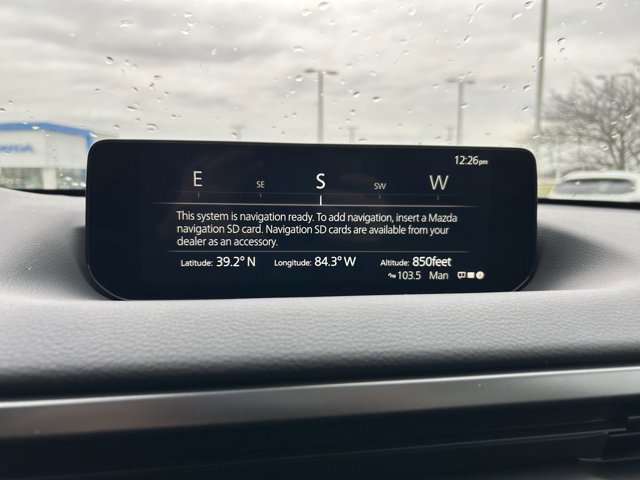 12:26pm
E SE S SW W
This system is navigation ready. To add navigation, insert a Mazda
navigation SD card. Navigation SD cards are available from your
dealer as an accessory.
Latitude: 39.2° N Longitude: 84.3° W Altitude: 850feet
103.5 Man